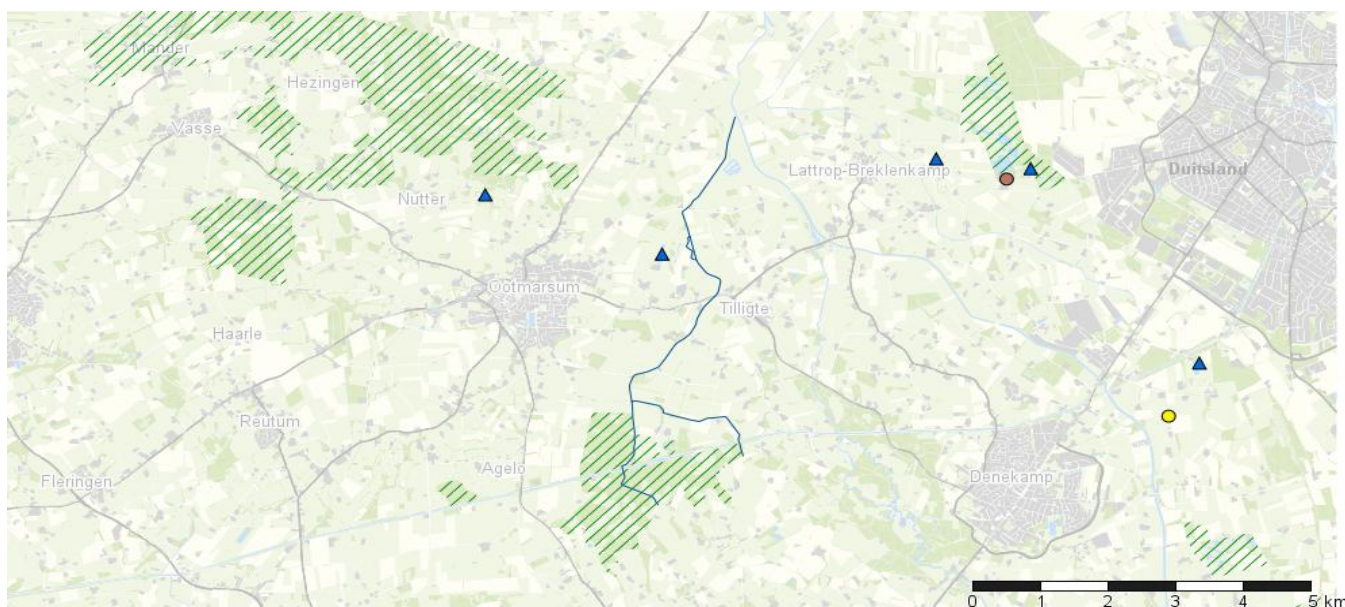 Mander
Hezingen
Vasse
Lattrop-Breklenkamp
Duitsland
Nutter
Ootmarsum
Tilligte
Haarle
Reutum
Agelo
Fleringen
Denekamp
0 1 2 3 4 5 km